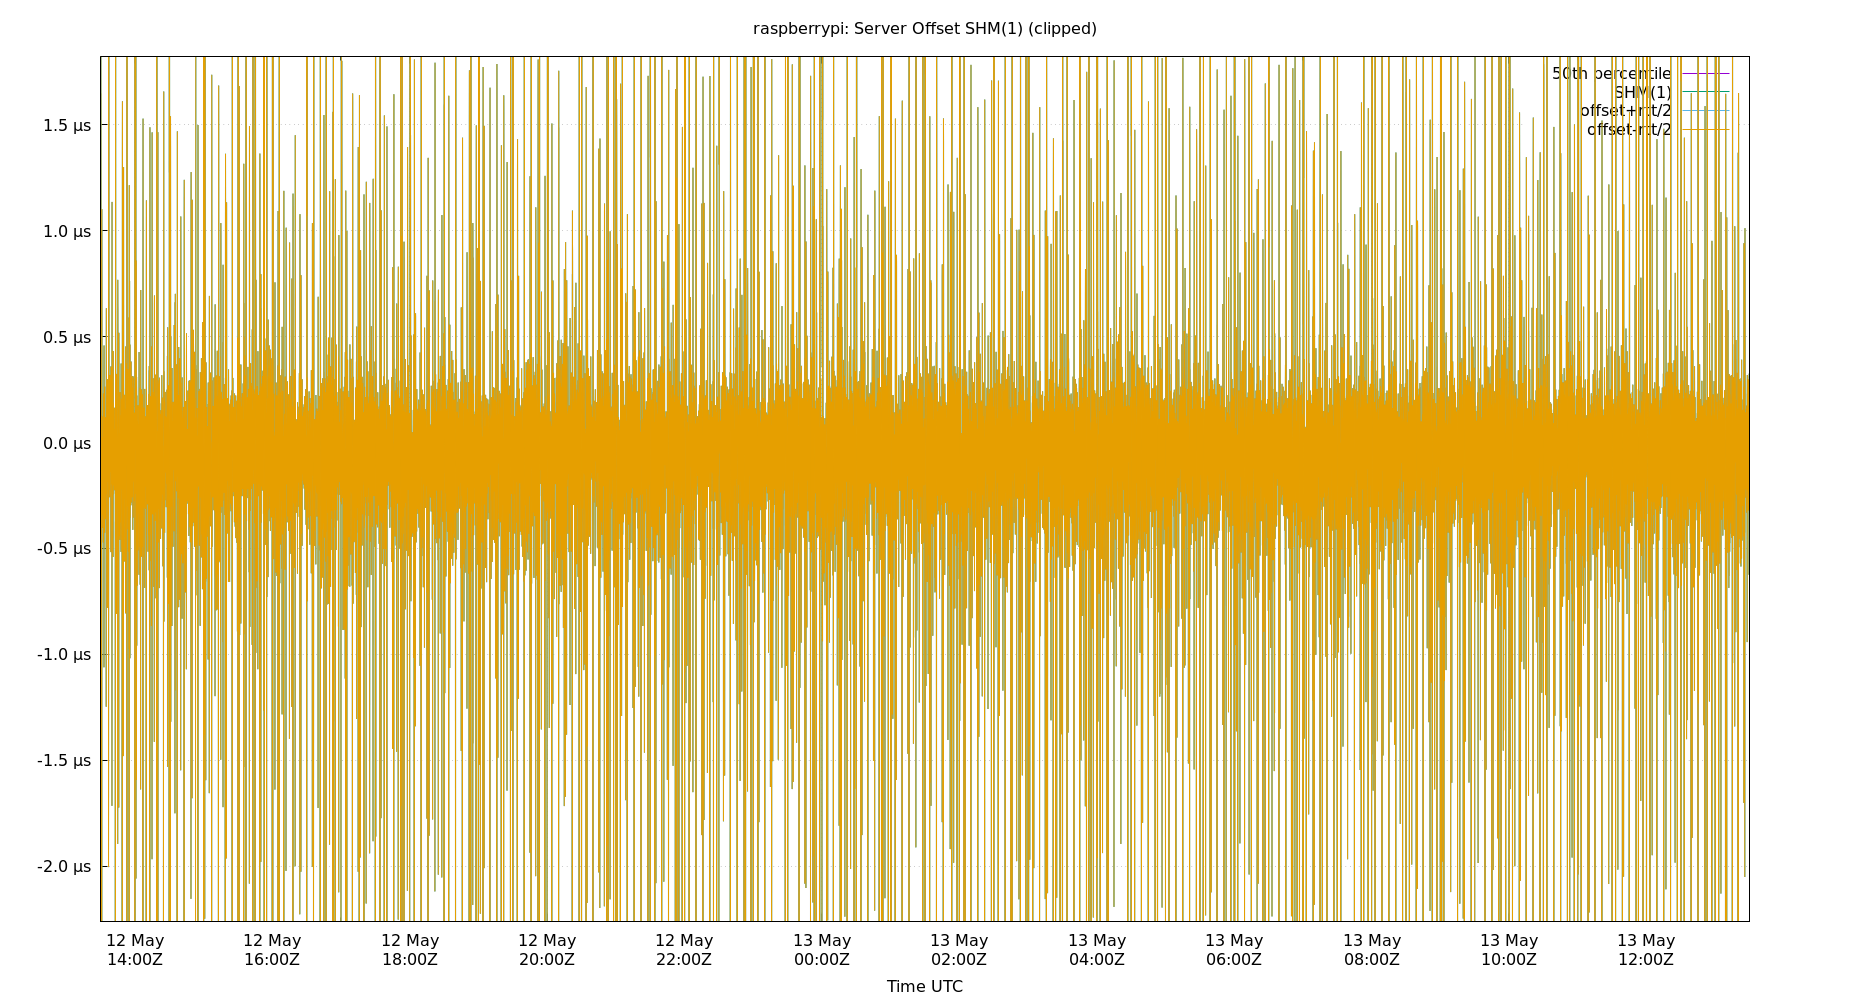 raspberrypi: Server Offset SHM(1) (clipped)
50th percentile
SHM(1)
offset+rtt/2
offset-rtt/2
1.5 µs
1.0 µs
0.5 µs
0.0 µs
-0.5 µs
-1.0 µs
-1.5 µs
-2.0 µs
12 May 12 May 12 May 12 May 12 May 13 May 13 May 13 May 13 May 13 May 13 May 13 May
14:00Z 16:00Z 18:00Z 20:00Z 22:00Z 00:00Z 02:00Z 04:00Z 06:00Z 08:00Z 10:00Z 12:00Z
Time UTC